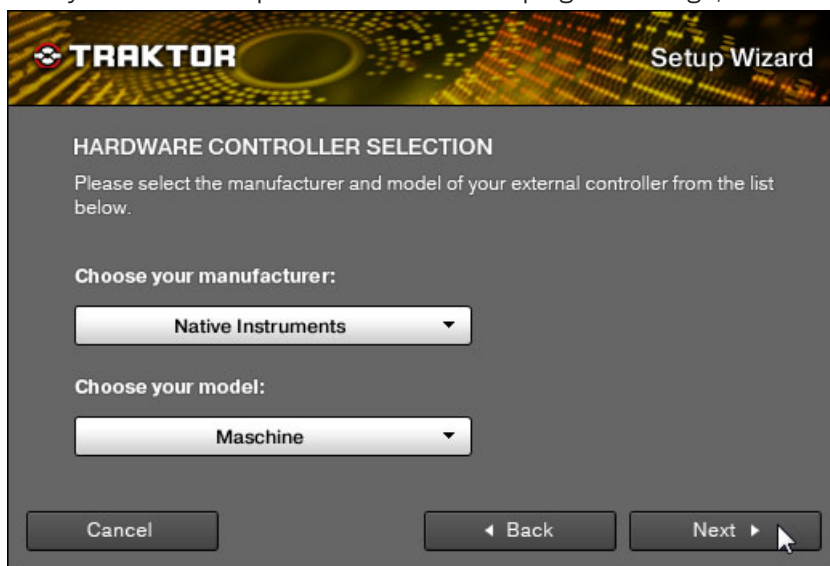 TRAKTOR
Setup Wizard
HARDWARE CONTROLLER SELECTION
Please select the manufacturer and model of your external controller from the list
below.
Choose your manufacturer:
Native Instruments
Choose your model:
Maschine
Cancel
Back
Next